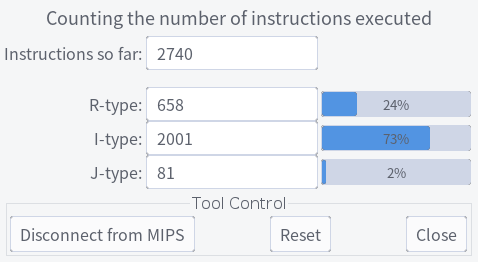 Counting the number of instructions executed
Instructions so far: 2740
R-type: 658 24%
I-type: 2001 73%
J-type: 81 2%
Tool Control
Disconnect from MIPS Reset Close